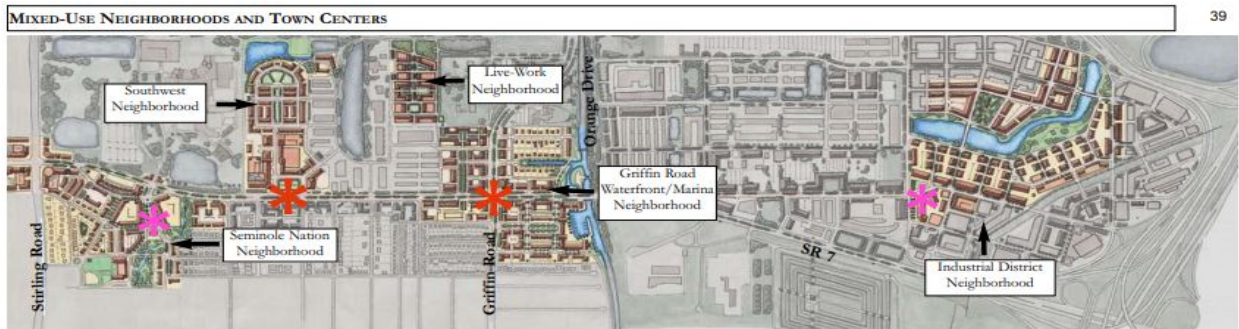 MIXED-USE NEIGHBORHOODS AND TOWN CENTERS
39
Southwest
Neighborhood
Live-Work
Neighborhood
Orange Drive
Griffin Road
Waterfront/Marina
Neighborhood
Seminole Nation
Neighborhood
Stirling Road
Griffin Road
SR 7
Industrial District
Neighborhood